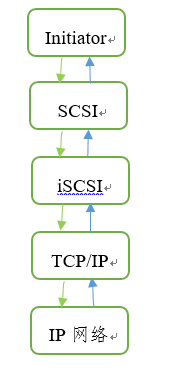 Initiator
SCSI
iSCSI
TCP/IP
IP 网络